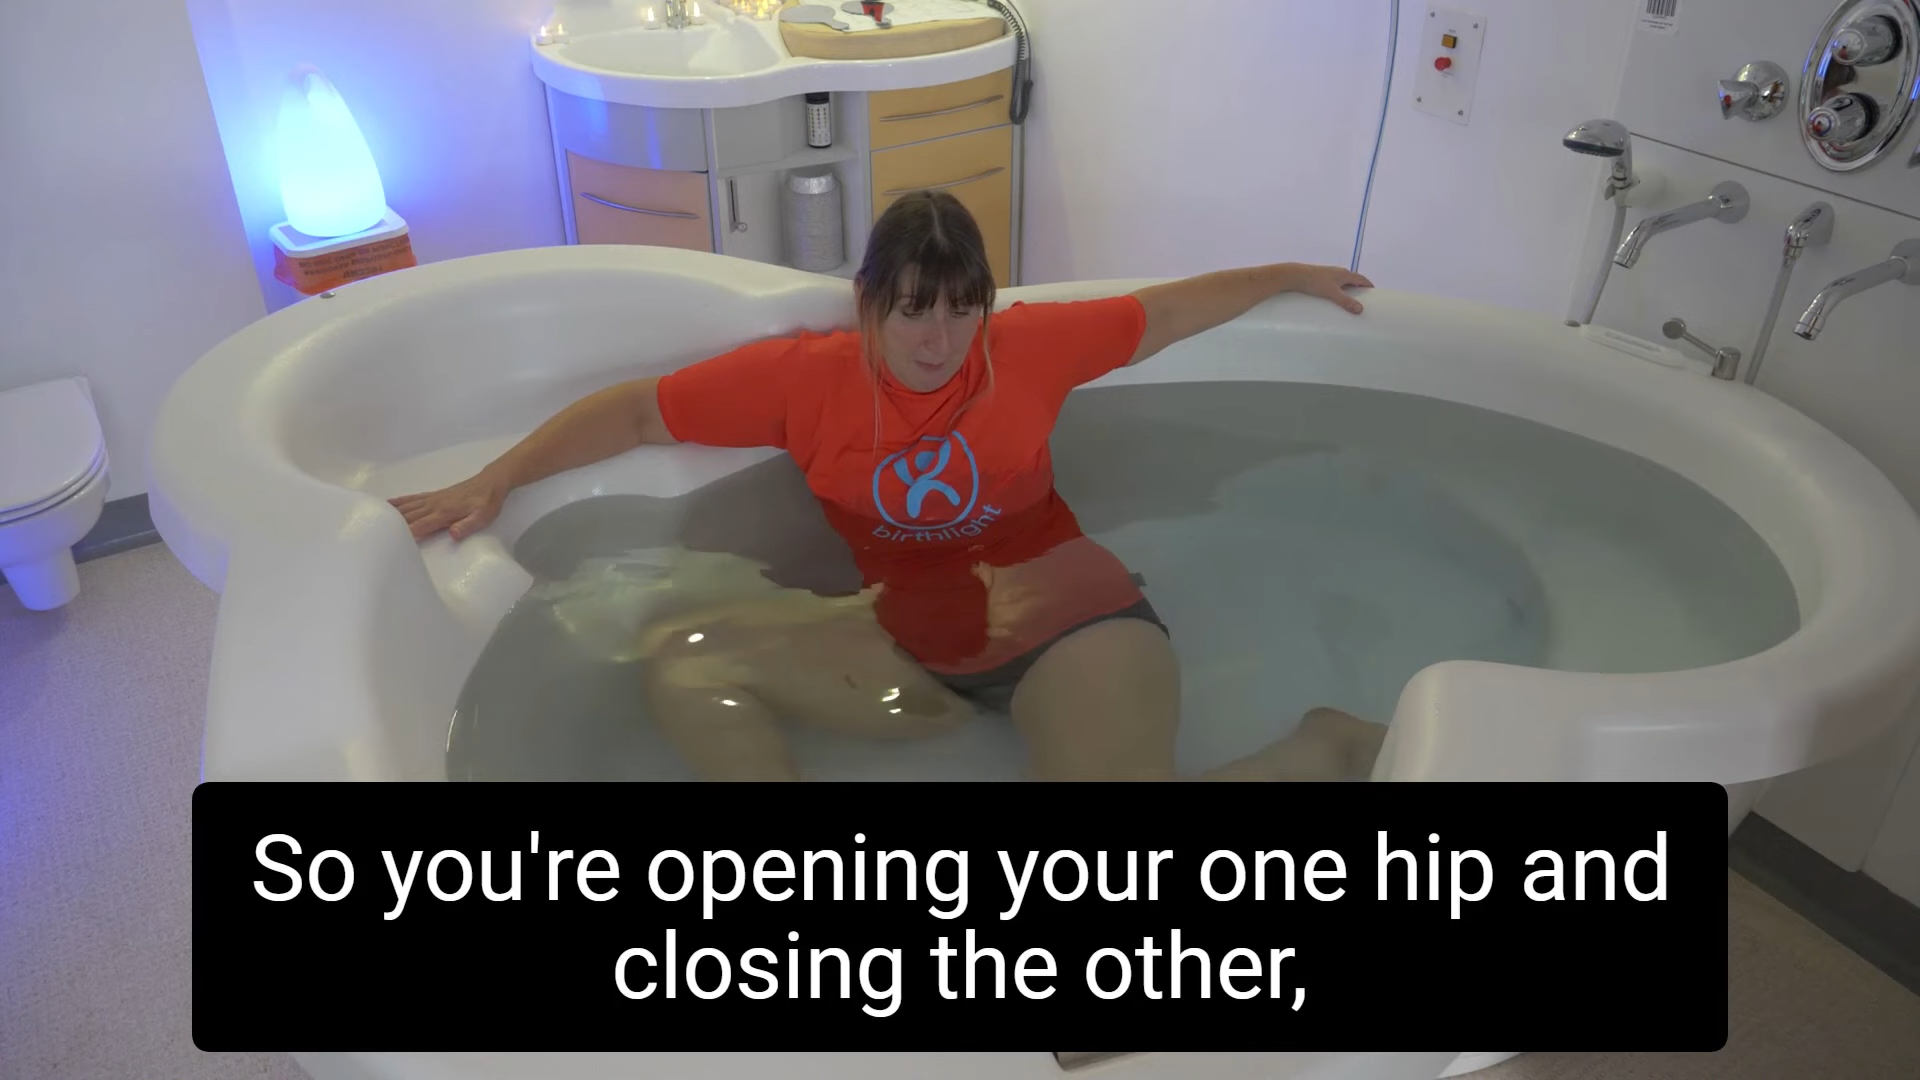 birthlight
So you're opening your one hip and
closing the other,